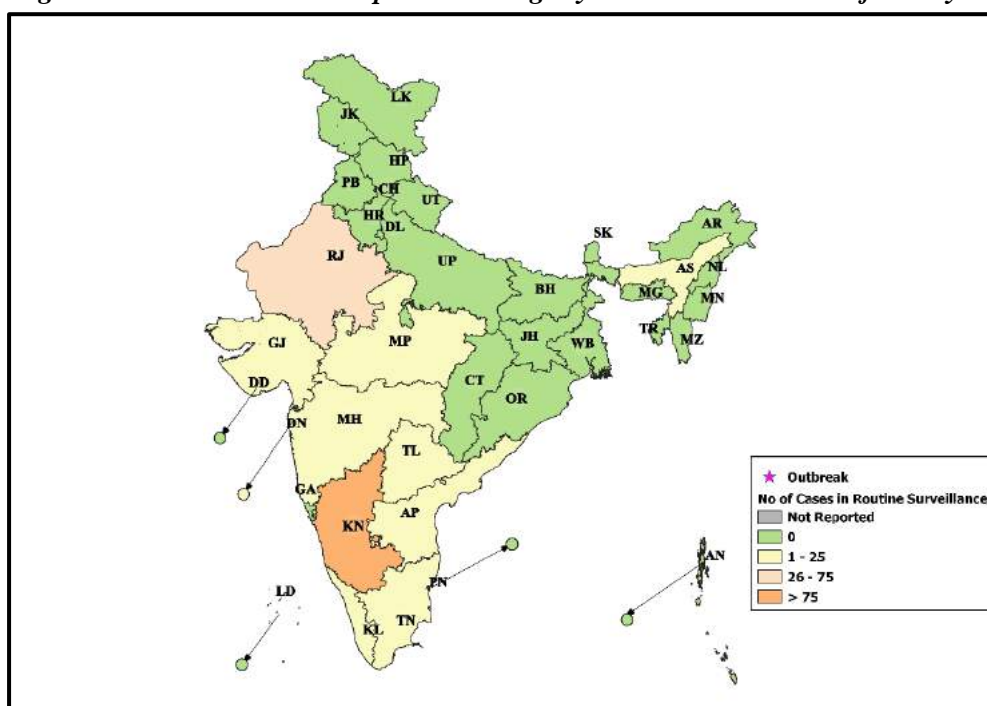 LK
JK
HP
PB
CH
UT
HR
DL
SK
AR
RJ
UP
AS
NL
BH
MG
MN
GJ
MP
JH
WB
TR
MZ
CT
DD
OR
DN
MH
TL
GA
AP
KN
AN
PN
LD
KL
TN
Outbreak
No of Cases in Routine Surveillance
Not Reported
0
1 - 25
26 - 75
> 75